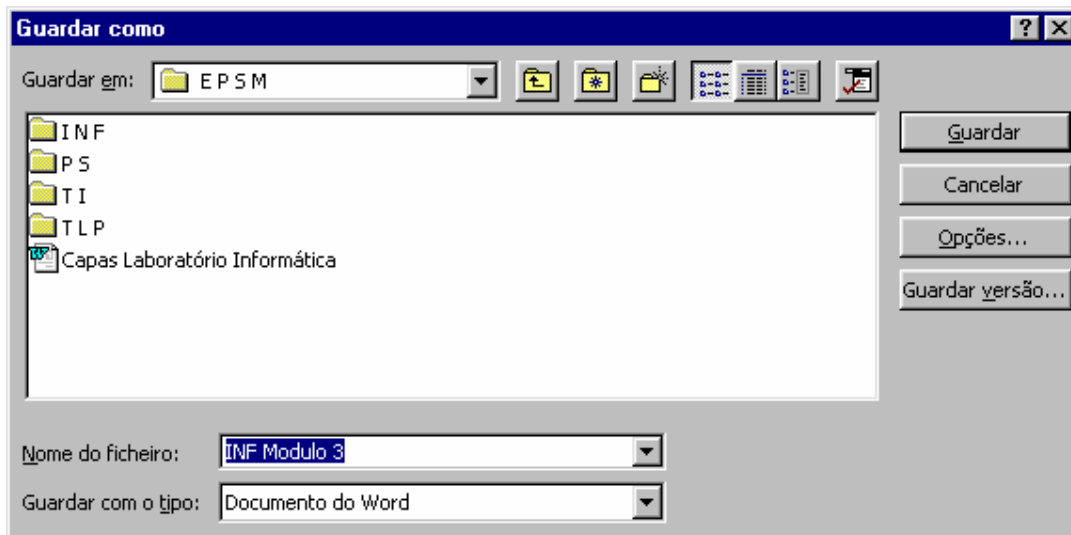 Guardar como
Guardar em: E P S M
I N F
P S
T I
T L P
Capas Laboratório Informática
Guardar
Cancelar
Opções...
Guardar versão...
Nome do ficheiro: INF Modulo 3
Guardar com o tipo: Documento do Word